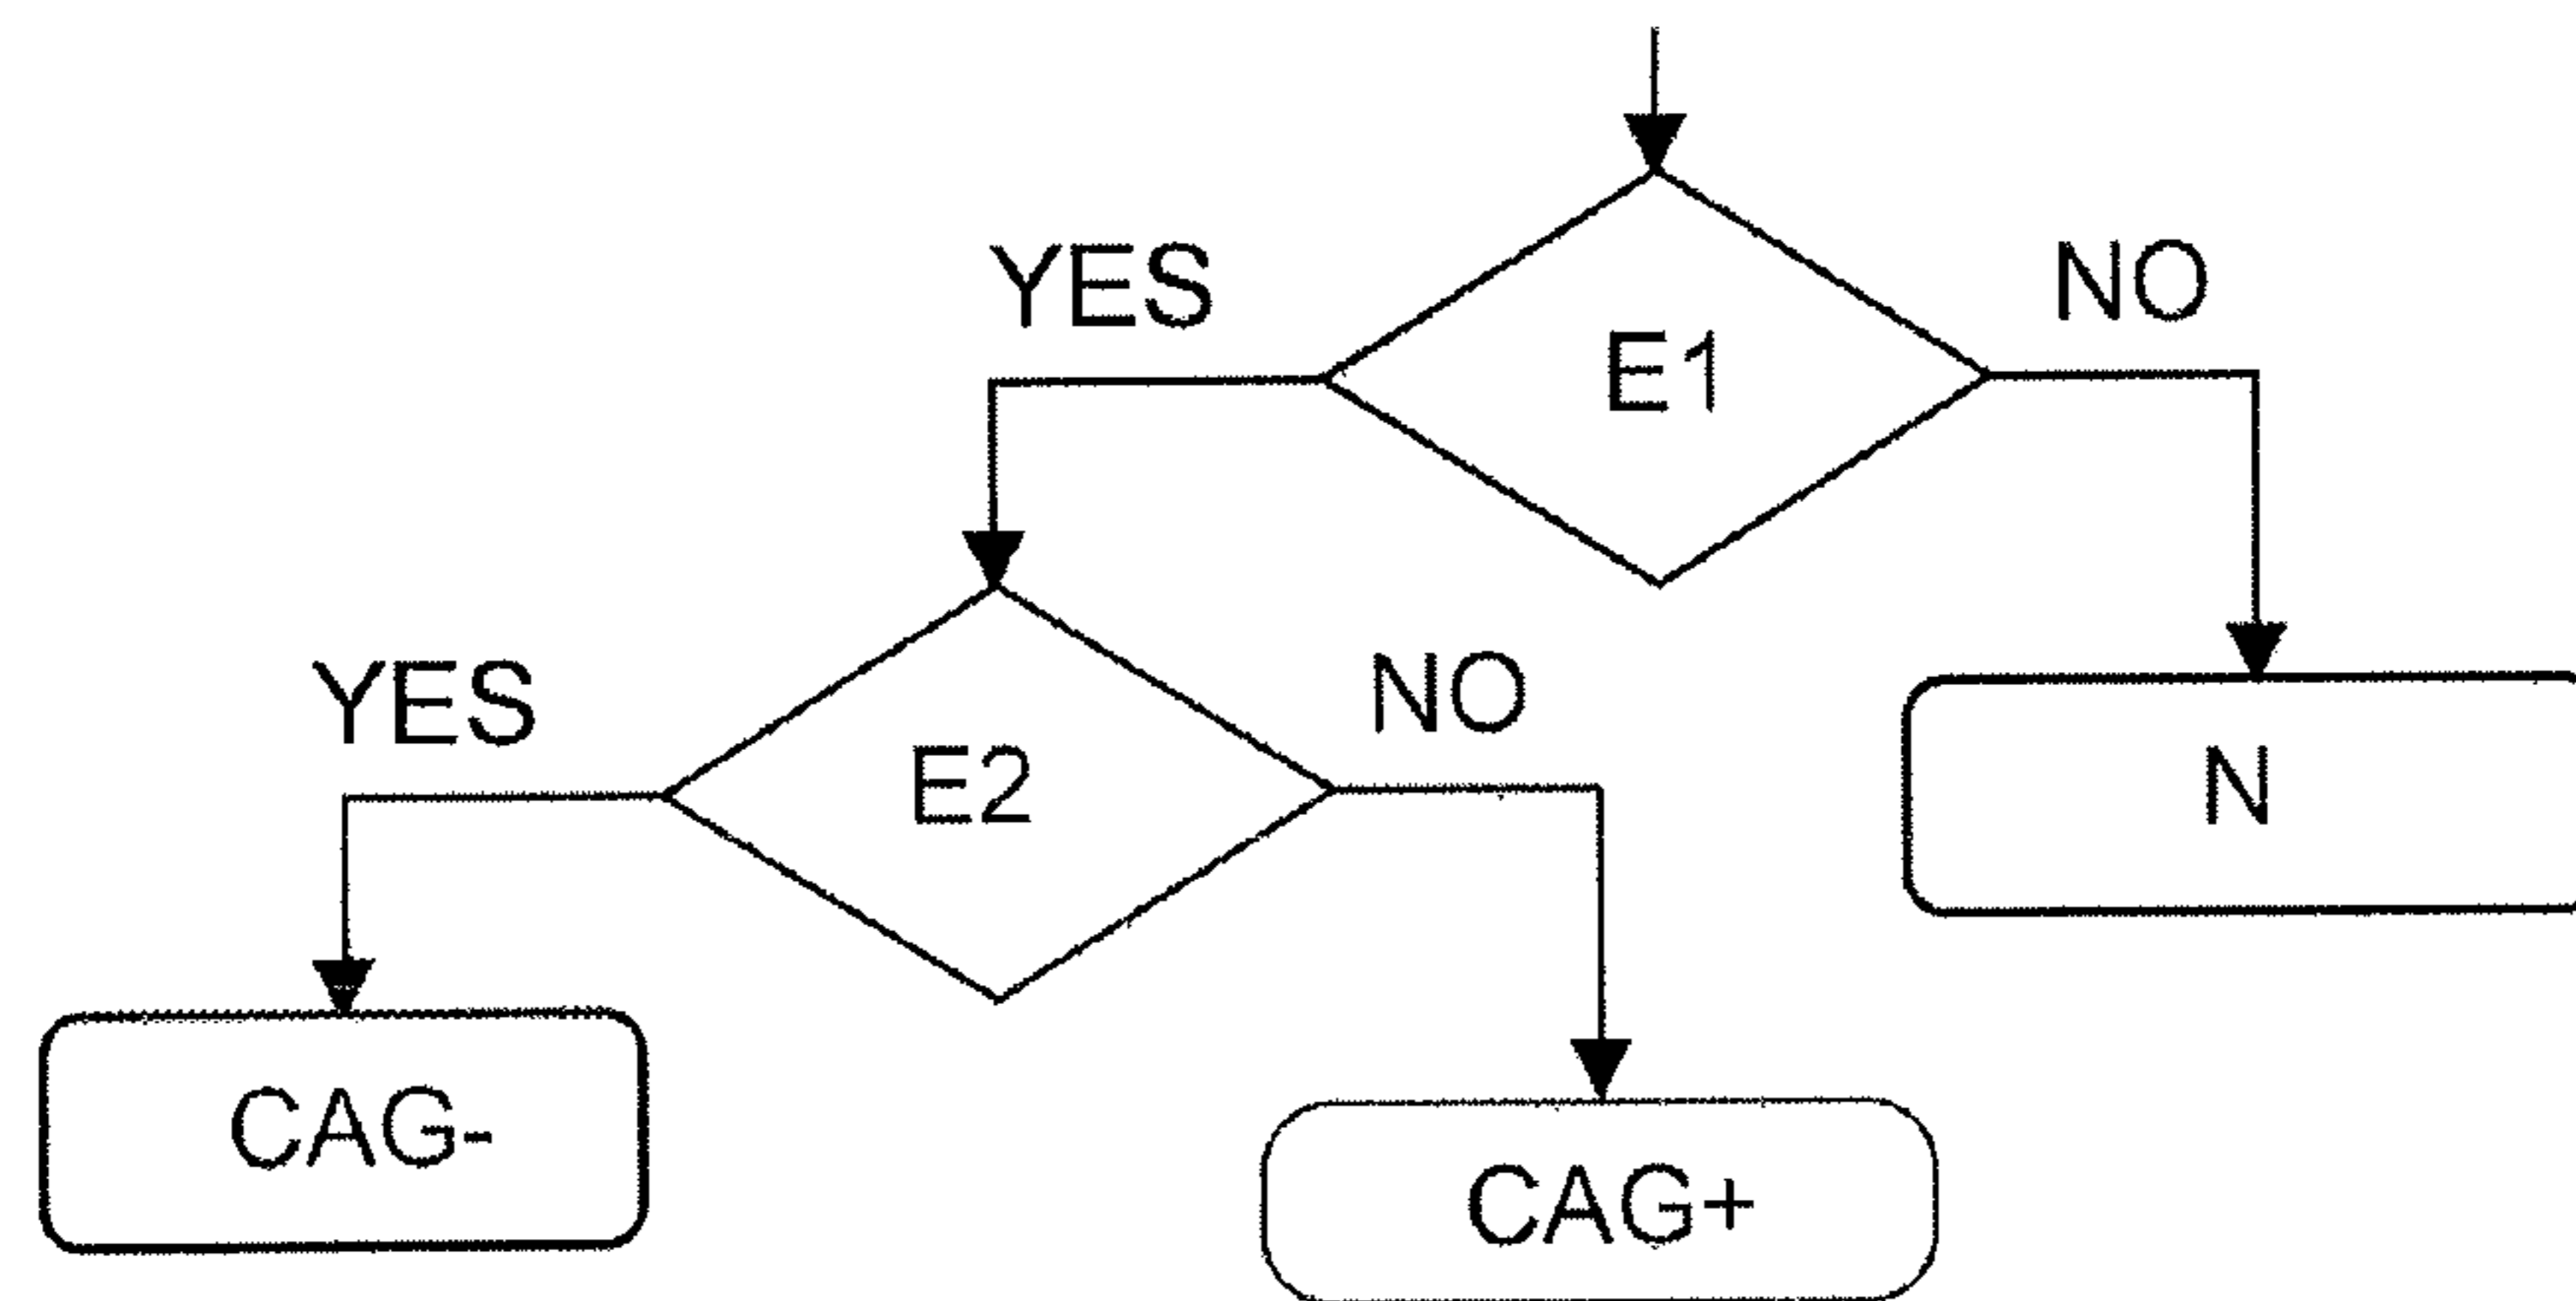 YES
NO
E1
YES
NO
E2
N
CAG-
CAG+